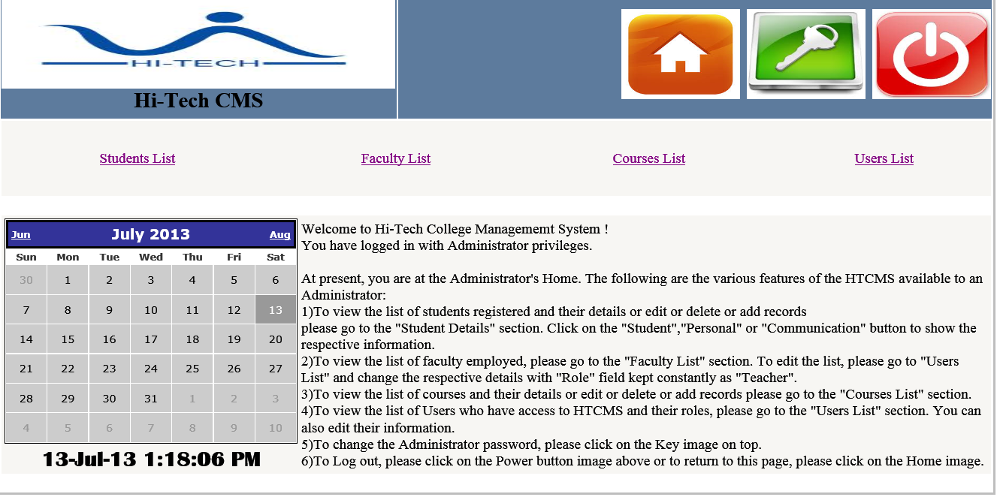 HI-TECH
Hi-Tech CMS
Students List
Faculty List
Courses List
Users List
Jun July 2013 Aug
Sun Mon Tue Wed Thu Fri Sat
30 1 2 3 4 5 6
7 8 9 10 11 12 13
14 15 16 17 18 19 20
21 22 23 24 25 26 27
28 29 30 31 1 2 3
4 5 6 7 8 9 10
13-Jul-13 1:18:06 PM
Welcome to Hi-Tech College Managememt System !
You have logged in with Administrator privileges.
At present, you are at the Administrator's Home. The following are the various features of the HTCMS available to an
Administrator:
1)To view the list of students registered and their details or edit or delete or add records
please go to the "Student Details" section. Click on the "Student","Personal" or "Communication" button to show the
respective information.
2)To view the list of faculty employed, please go to the "Faculty List" section. To edit the list, please go to "Users
List" and change the respective details with "Role" field kept constantly as "Teacher".
3)To view the list of courses and their details or edit or delete or add records please go to the "Courses List" section.
4)To view the list of Users who have access to HTCMS and their roles, please go to the "Users List" section. You can
also edit their information.
5)To change the Administrator password, please click on the Key image on top.
6)To Log out, please click on the Power button image above or to return to this page, please click on the Home image.